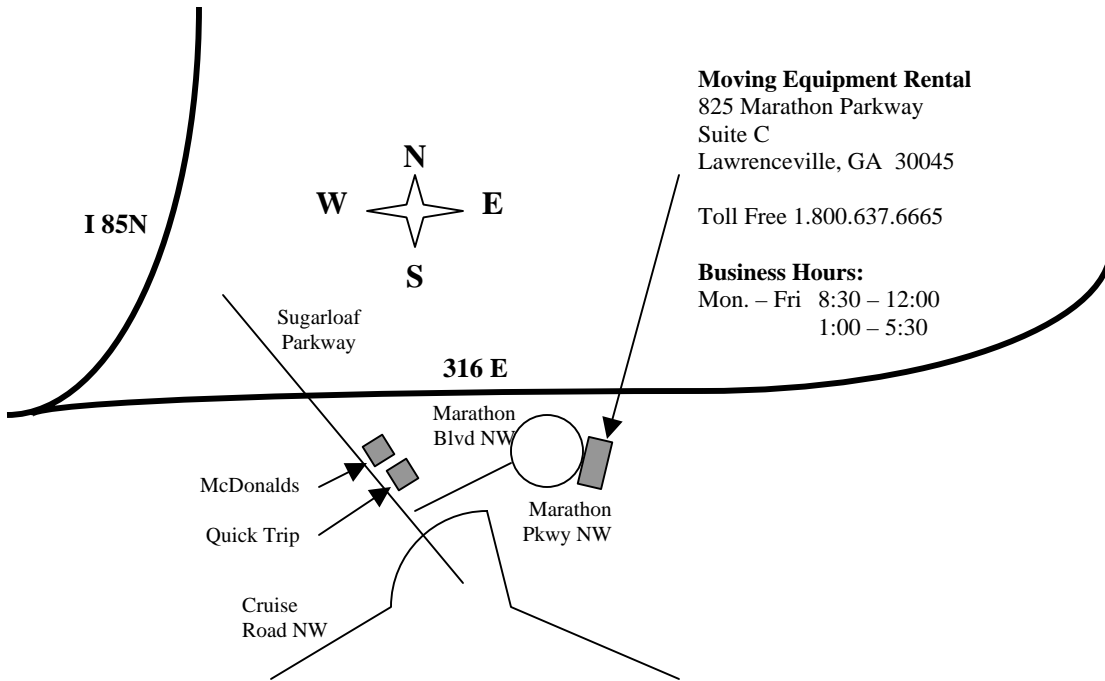 Moving Equipment Rental
825 Marathon Parkway
Suite C
Lawrenceville, GA 30045
Toll Free 1.800.637.6665
Business Hours:
Mon. – Fri 8:30 – 12:00
1:00 – 5:30
N
W
E
S
I 85N
Sugarloaf
Parkway
316 E
Marathon
Blvd NW
McDonalds
Quick Trip
Marathon
Pkwy NW
Cruise
Road NW